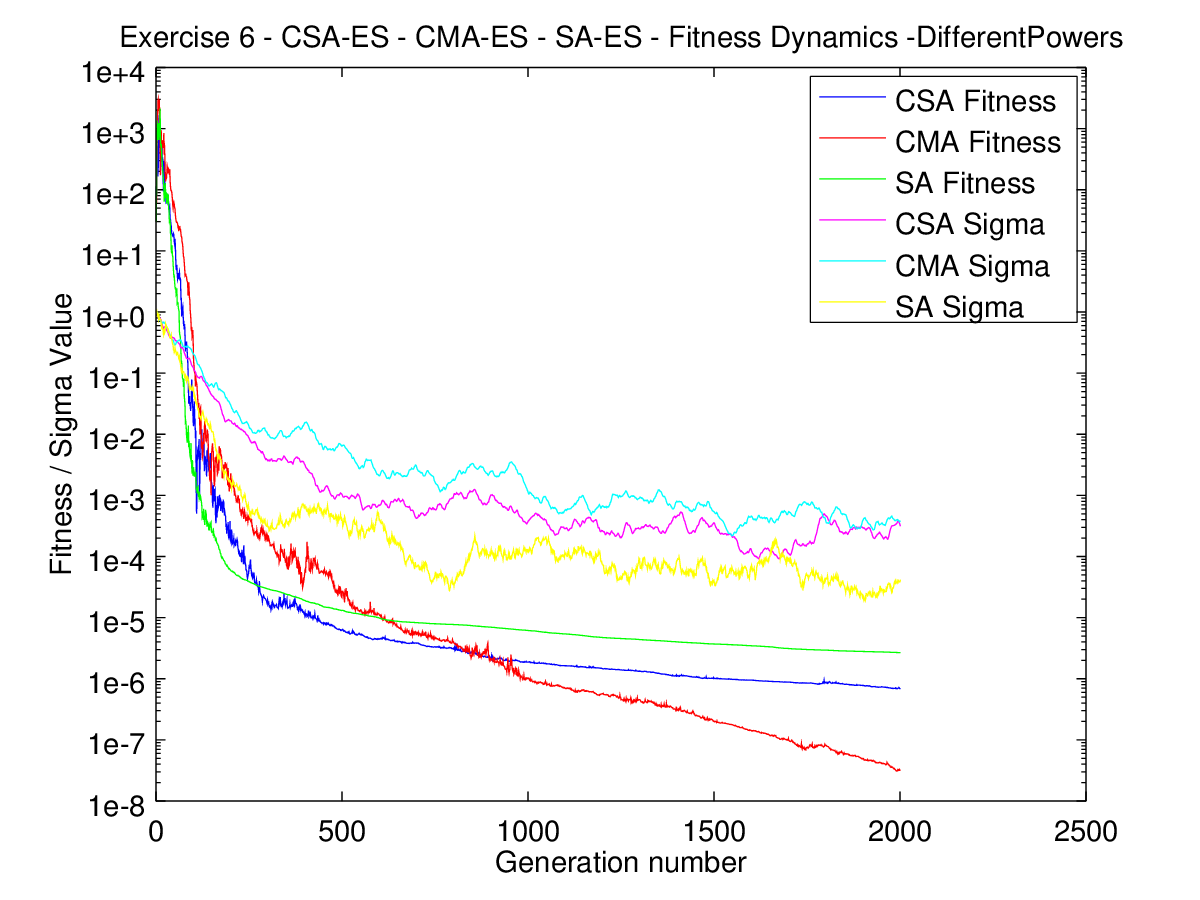 Exercise 6 - CSA-ES - CMA-ES - SA-ES - Fitness Dynamics -DifferentPowers
1e+4
1e+3
1e+2
1e+1
1e+0
1e-1
1e-2
1e-3
1e-4
1e-5
1e-6
1e-7
1e-8
Fitness / Sigma Value
CSA Fitness
CMA Fitness
SA Fitness
CSA Sigma
CMA Sigma
SA Sigma
0 500 1000 1500 2000 2500
Generation number